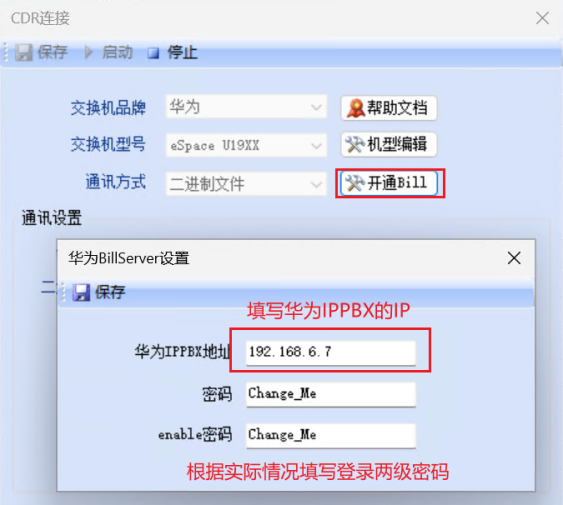 CDR连接
保存 启动 停止
交换机品牌 华为 帮助文档
交换机型号 eSpace U19XX 机型编辑
通讯方式 二进制文件 开通Bill
通讯设置
华为BillServer设置
二
保存
填写华为IPPBX的IP
华为IPPBX地址 192.168.6.7
密码 Change_Me
enable密码 Change_Me
根据实际情况填写登录两级密码